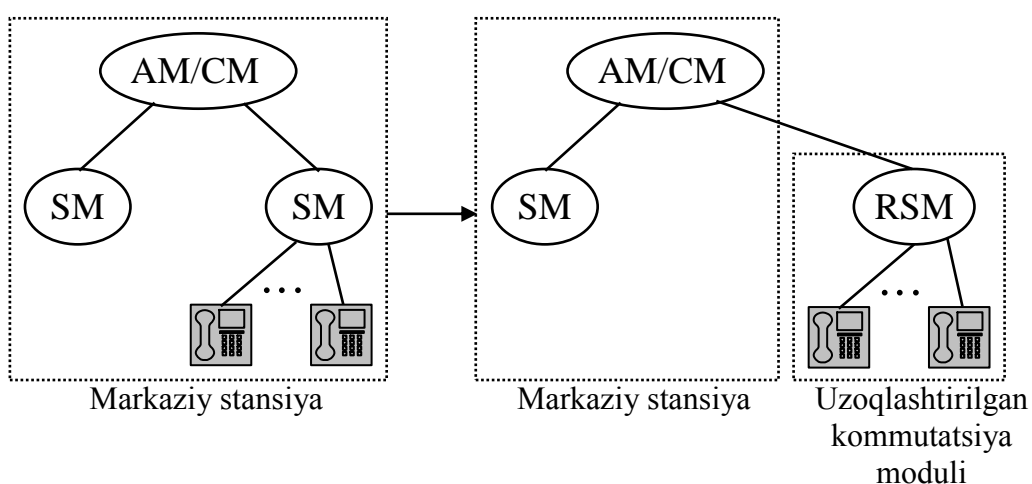 AM/CM
AM/CM
SM
SM
SM
RSM
...
...
Markaziy stansiya
Markaziy stansiya
Uzoqlashtirilgan
kommutatsiya
moduli